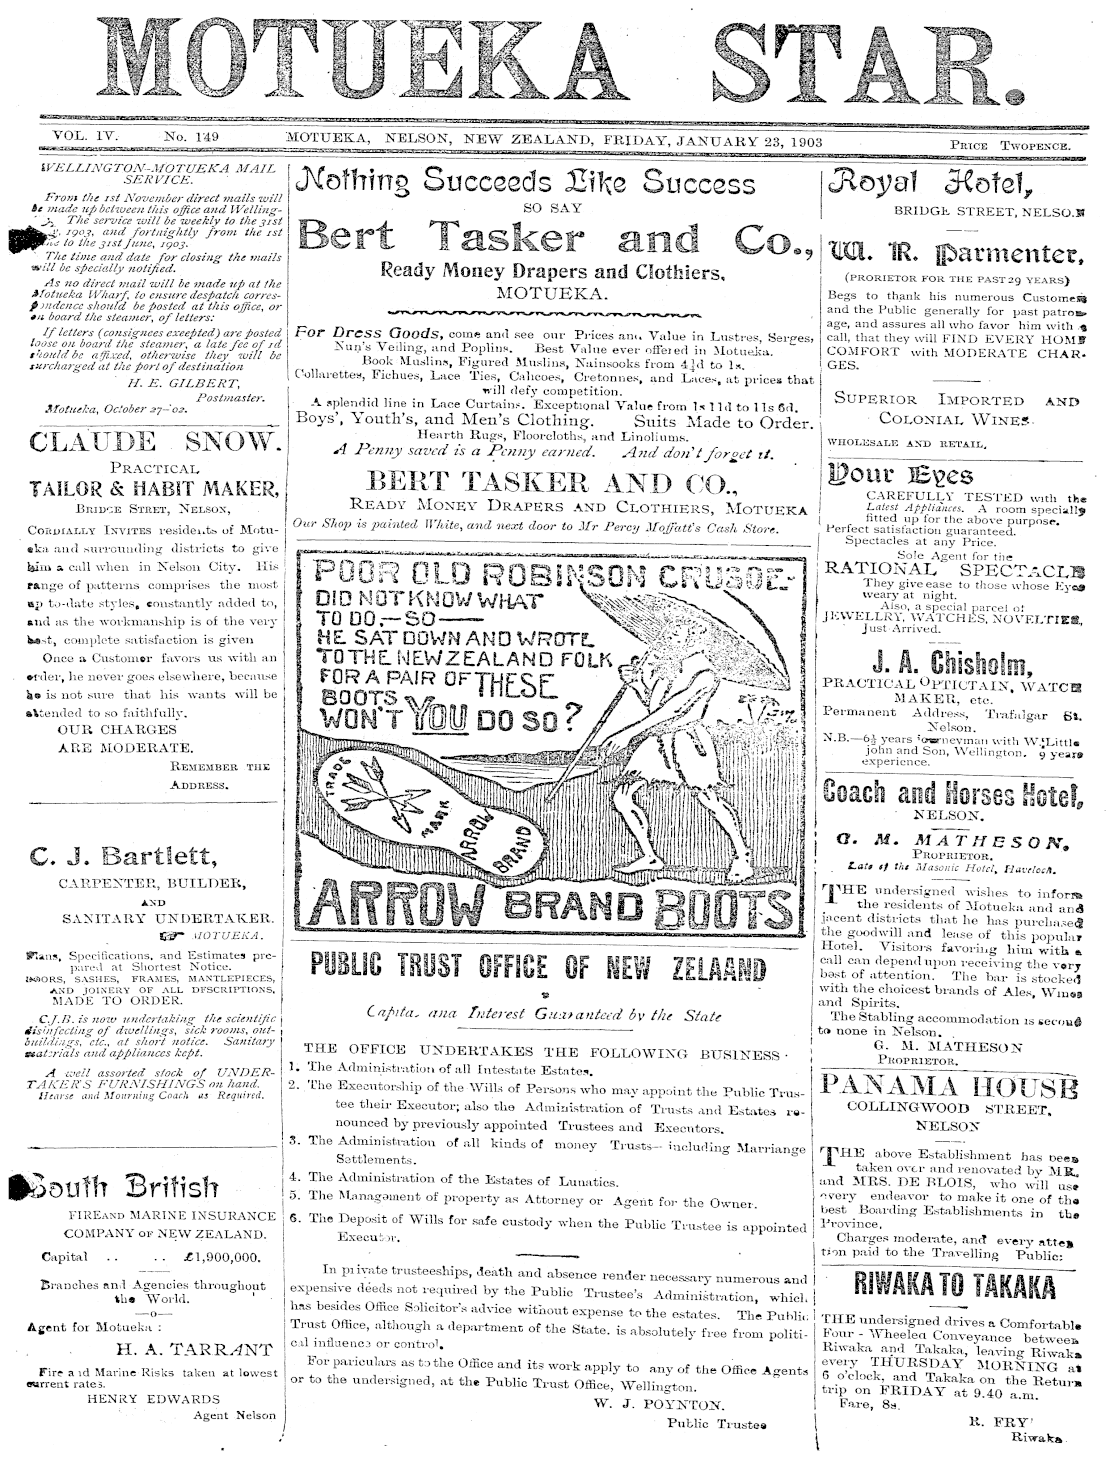 MOTUEKA STAR.
VOL. IV. No. 149 MOTUEKA, NELSON, NEW ZEALAND, FRIDAY, JANUARY 23, 1903 PRICE TWOPENCE.
WELLINGTON-MOTUEKA MAIL
SERVICE.
From the 1st November direct mails will
be made up between this office and Welling-
The service will be weekly to the 31st
1903, and fortnightly from the 1st
to the 31st June, 1903.
The time and date for closing the mails
will be specially notified.
As no direct mail will be made up at the
Motueka Wharf, to ensure despatch corres-
pondence should be posted at this office, or
on board the steamer, of letters:
If letters (consignees excepted) are posted
loose on board the steamer, a late fee of 1d
should be affixed, otherwise they will be
surcharged at the port of destination
H. E. GILBERT,
Postmaster.
Motueka, October 27-'02.
CLAUDE SNOW.
PRACTICAL
TAILOR & HABIT MAKER,
BRIDGE STRET, NELSON,
CORDIALLY INVITES residents of Motu-
eka and surrounding districts to give
him a call when in Nelson City. His
range of patterns comprises the most
up to-date styles, constantly added to,
and as the workmanship is of the very
best, complete satisfaction is given
Once a Customer favors us with an
order, he never goes elsewhere, because
he is not sure that his wants will be
attended to so faithfully.
OUR CHARGES
ARE MODERATE.
REMEMBER THE
ADDRESS.
C. J. Bartlett,
CARPENTER, BUILDER,
AND
SANITARY UNDERTAKER.
☞ MOTUEKA.
Plans, Specifications, and Estimates pre-
pared at Shortest Notice.
DOORS, SASHES, FRAMES, MANTLEPIECES,
AND JOINERY OF ALL DESCRIPTIONS,
MADE TO ORDER.
C.J.B. is now undertaking the scientific
disinfecting of dwellings, sick rooms, out-
buildings, etc., at short notice. Sanitary
materials and appliances kept.
A well assorted stock of UNDER-
TAKER'S FURNISHINGS on hand.
Hearse and Mourning Coach as Required.
South British
FIRE AND MARINE INSURANCE
COMPANY OF NEW ZEALAND.
Capital .. .. £1,900,000.
Branches and Agencies throughout
the World.
—o—
Agent for Motueka :
H. A. TARRANT
Fire and Marine Risks taken at lowest
current rates.
HENRY EDWARDS
Agent Nelson
Nothing Succeeds Like Success
SO SAY
Bert Tasker and Co.,
Ready Money Drapers and Clothiers,
MOTUEKA.
FOR DRESS GOODS, come and see our Prices and Value in Lustres, Serges,
Nun's Veiling, and Poplins. Best Value ever offered in Motueka.
Book Muslins, Figured Muslins, Nainsooks from 4½d to 1s.
Collarettes, Fichues, Lace Ties, Calicoes, Cretonnes, and Laces, at prices that
will defy competition.
A splendid line in Lace Curtains. Exceptional Value from 1s 11d to 11s 6d.
Boys', Youth's, and Men's Clothing. Suits Made to Order.
Hearth Rugs, Floorcloths, and Linoliums.
A Penny saved is a Penny earned. And don't forget it.
BERT TASKER AND CO.,
READY MONEY DRAPERS AND CLOTHIERS, MOTUEKA
Our Shop is painted White, and next door to Mr Percy Moffatt's Cash Store.
POOR OLD ROBINSON CRUSOE-
DID NOT KNOW WHAT
TO DO,—SO——
HE SAT DOWN AND WROTE
TO THE NEW ZEALAND FOLK
FOR A PAIR OF THESE
BOOTS
WON'T YOU DO SO?
TRADE
MARK
ARROW
BRAND
ARROW BRAND BOOTS
PUBLIC TRUST OFFICE OF NEW ZELAAND
Capital and Interest Guaranteed by the State
THE OFFICE UNDERTAKES THE FOLLOWING BUSINESS ·
1. The Administration of all Intestate Estates.
2. The Executorship of the Wills of Persons who may appoint the Public Trus-
tee their Executor; also the Administration of Trusts and Estates re-
nounced by previously appointed Trustees and Executors.
3. The Administration of all kinds of money Trusts— including Marriange
Settlements.
4. The Administration of the Estates of Lunatics.
5. The Management of property as Attorney or Agent for the Owner.
6. The Deposit of Wills for safe custody when the Public Trustee is appointed
Executor.
In private trusteeships, death and absence render necessary numerous and
expensive deeds not required by the Public Trustee's Administration, which
has besides Office Solicitor's advice without expense to the estates. The Public
Trust Office, although a department of the State. is absolutely free from politi-
cal influence or control.
For pariculars as to the Office and its work apply to any of the Office Agents
or to the undersigned, at the Public Trust Office, Wellington.
W. J. POYNTON.
Public Trustee
Royal Hotel,
BRIDGE STREET, NELSON
W. R. Parmenter,
(PRORIETOR FOR THE PAST 29 YEARS)
Begs to thank his numerous Customers
and the Public generally for past patron-
age, and assures all who favor him with a
call, that they will FIND EVERY HOME
COMFORT with MODERATE CHAR-
GES.
SUPERIOR IMPORTED AND
COLONIAL WINES.
WHOLESALE AND RETAIL,
Your Eyes
CAREFULLY TESTED with the
Latest Appliances. A room specially
fitted up for the above purpose.
Perfect satisfaction guaranteed.
Spectacles at any Price.
Sole Agent for the
RATIONAL SPECTACLE
They give ease to those whose Eyes
weary at night.
Also, a special parcel of
JEWELLRY, WATCHES, NOVELTIES,
Just Arrived.
J. A. Chisholm,
PRACTICAL OPTICTAIN, WATCH
MAKER, etc.
Permanent Address, Trafalgar St.
Nelson.
N.B.—6½ years journeyman with W. Little
john and Son, Wellington. 9 years
experience.
Coach and Horses Hotel,
NELSON.
G. M. MATHESON,
PROPRIETOR,
Late of the Masonic Hotel, Havelock.
THE undersigned wishes to inform
the residents of Motueka and and
jacent districts that he has purchased
the goodwill and lease of this popular
Hotel. Visitors favoring him with a
call can depend upon receiving the very
best of attention. The bar is stocked
with the choicest brands of Ales, Wines
and Spirits.
The Stabling accommodation is second
to none in Nelson.
G. M. MATHESON
PROPRIETOR.
PANAMA HOUSE
COLLINGWOOD STREET,
NELSON
THE above Establishment has been
taken over and renovated by MR.
and MRS. DE BLOIS, who will use
every endeavor to make it one of the
best Boarding Establishments in the
Province.
Charges moderate, and every atten
tion paid to the Travelling Public:
RIWAKA TO TAKAKA
THE undersigned drives a Comfortable
Four - Wheeled Conveyance between
Riwaka and Takaka, leaving Riwaka
every THURSDAY MORNING at
6 o'clock, and Takaka on the Return
trip on FRIDAY at 9.40 a.m.
Fare, 8s.
R. FRY'
Riwaka.